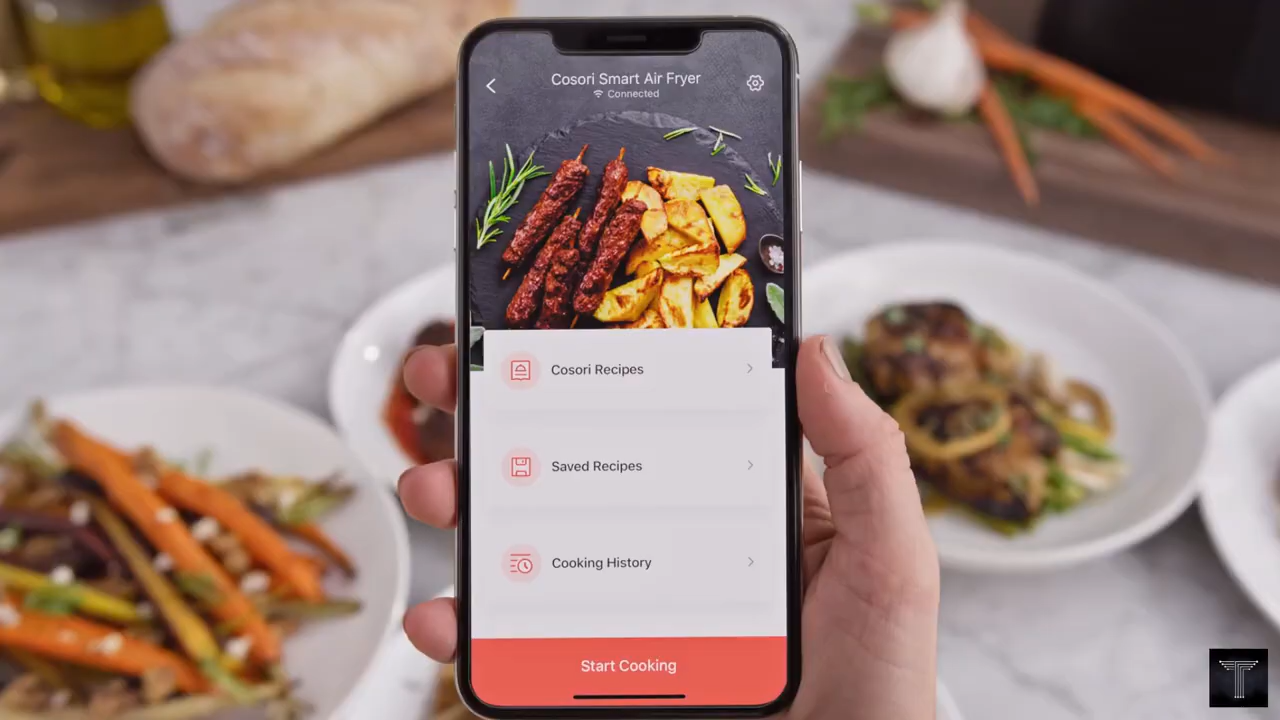 Cosori Smart Air Fryer
Connected
Cosori Recipes
Saved Recipes
Cooking History
Start Cooking